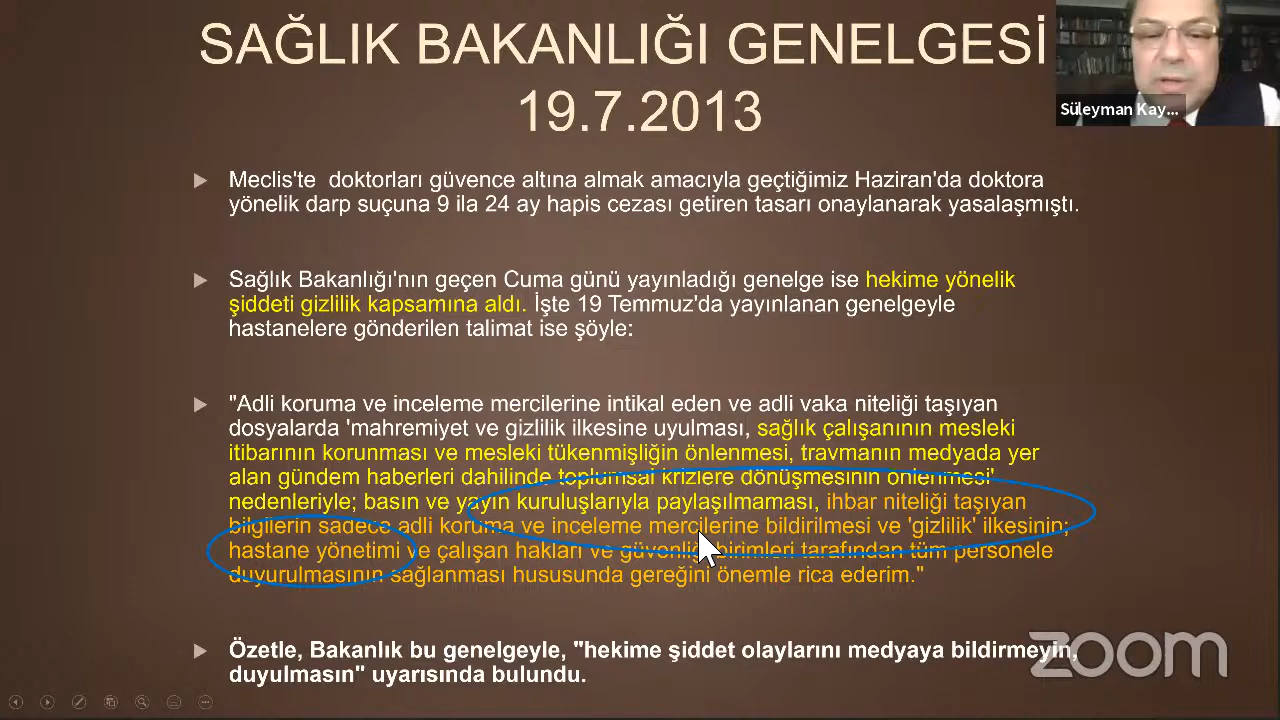 SAĞLIK BAKANLIĞI GENELGESİ
19.7.2013
Süleyman Kay...
Meclis'te doktorları güvence altına almak amacıyla geçtiğimiz Haziran'da doktora
yönelik darp suçuna 9 ila 24 ay hapis cezası getiren tasarı onaylanarak yasalaşmıştı.
Sağlık Bakanlığı'nın geçen Cuma günü yayınladığı genelge ise hekime yönelik
şiddeti gizlilik kapsamına aldı. İşte 19 Temmuz'da yayınlanan genelgeyle
hastanelere gönderilen talimat ise şöyle:
"Adli koruma ve inceleme mercilerine intikal eden ve adli vaka niteliği taşıyan
dosyalarda 'mahremiyet ve gizlilik ilkesine uyulması, sağlık çalışanının mesleki
itibarının korunması ve mesleki tükenmişliğin önlenmesi, travmanın medyada yer
alan gündem haberleri dahilinde toplumsal krizlere dönüşmesinin önlenmesi'
nedenleriyle; basın ve yayın kuruluşlarıyla paylaşılmaması, ihbar niteliği taşıyan
bilgilerin sadece adli koruma ve inceleme mercilerine bildirilmesi ve 'gizlilik' ilkesinin;
hastane yönetimi ve çalışan hakları ve güvenliği birimleri tarafından tüm personele
duyurulmasının sağlanması hususunda gereğini önemle rica ederim."
Özetle, Bakanlık bu genelgeyle, "hekime şiddet olaylarını medyaya bildirmeyin,
duyulmasın" uyarısında bulundu.
zoom